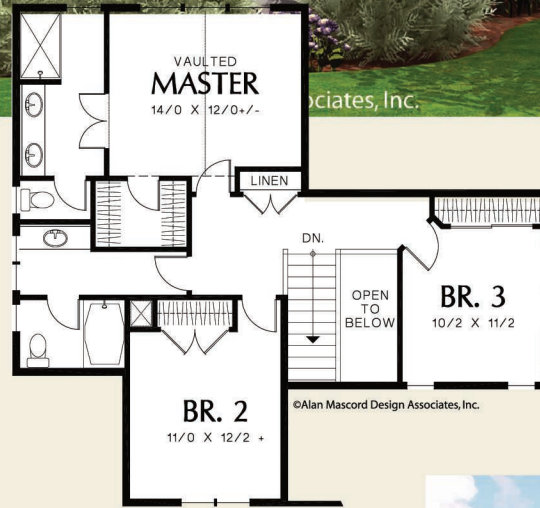 ociates, Inc.
VAULTED
MASTER
14/0 X 12/0+/-
LINEN
DN.
OPEN
TO
BELOW
BR. 3
10/2 X 11/2
©Alan Mascord Design Associates, Inc.
BR. 2
11/0 X 12/2 +